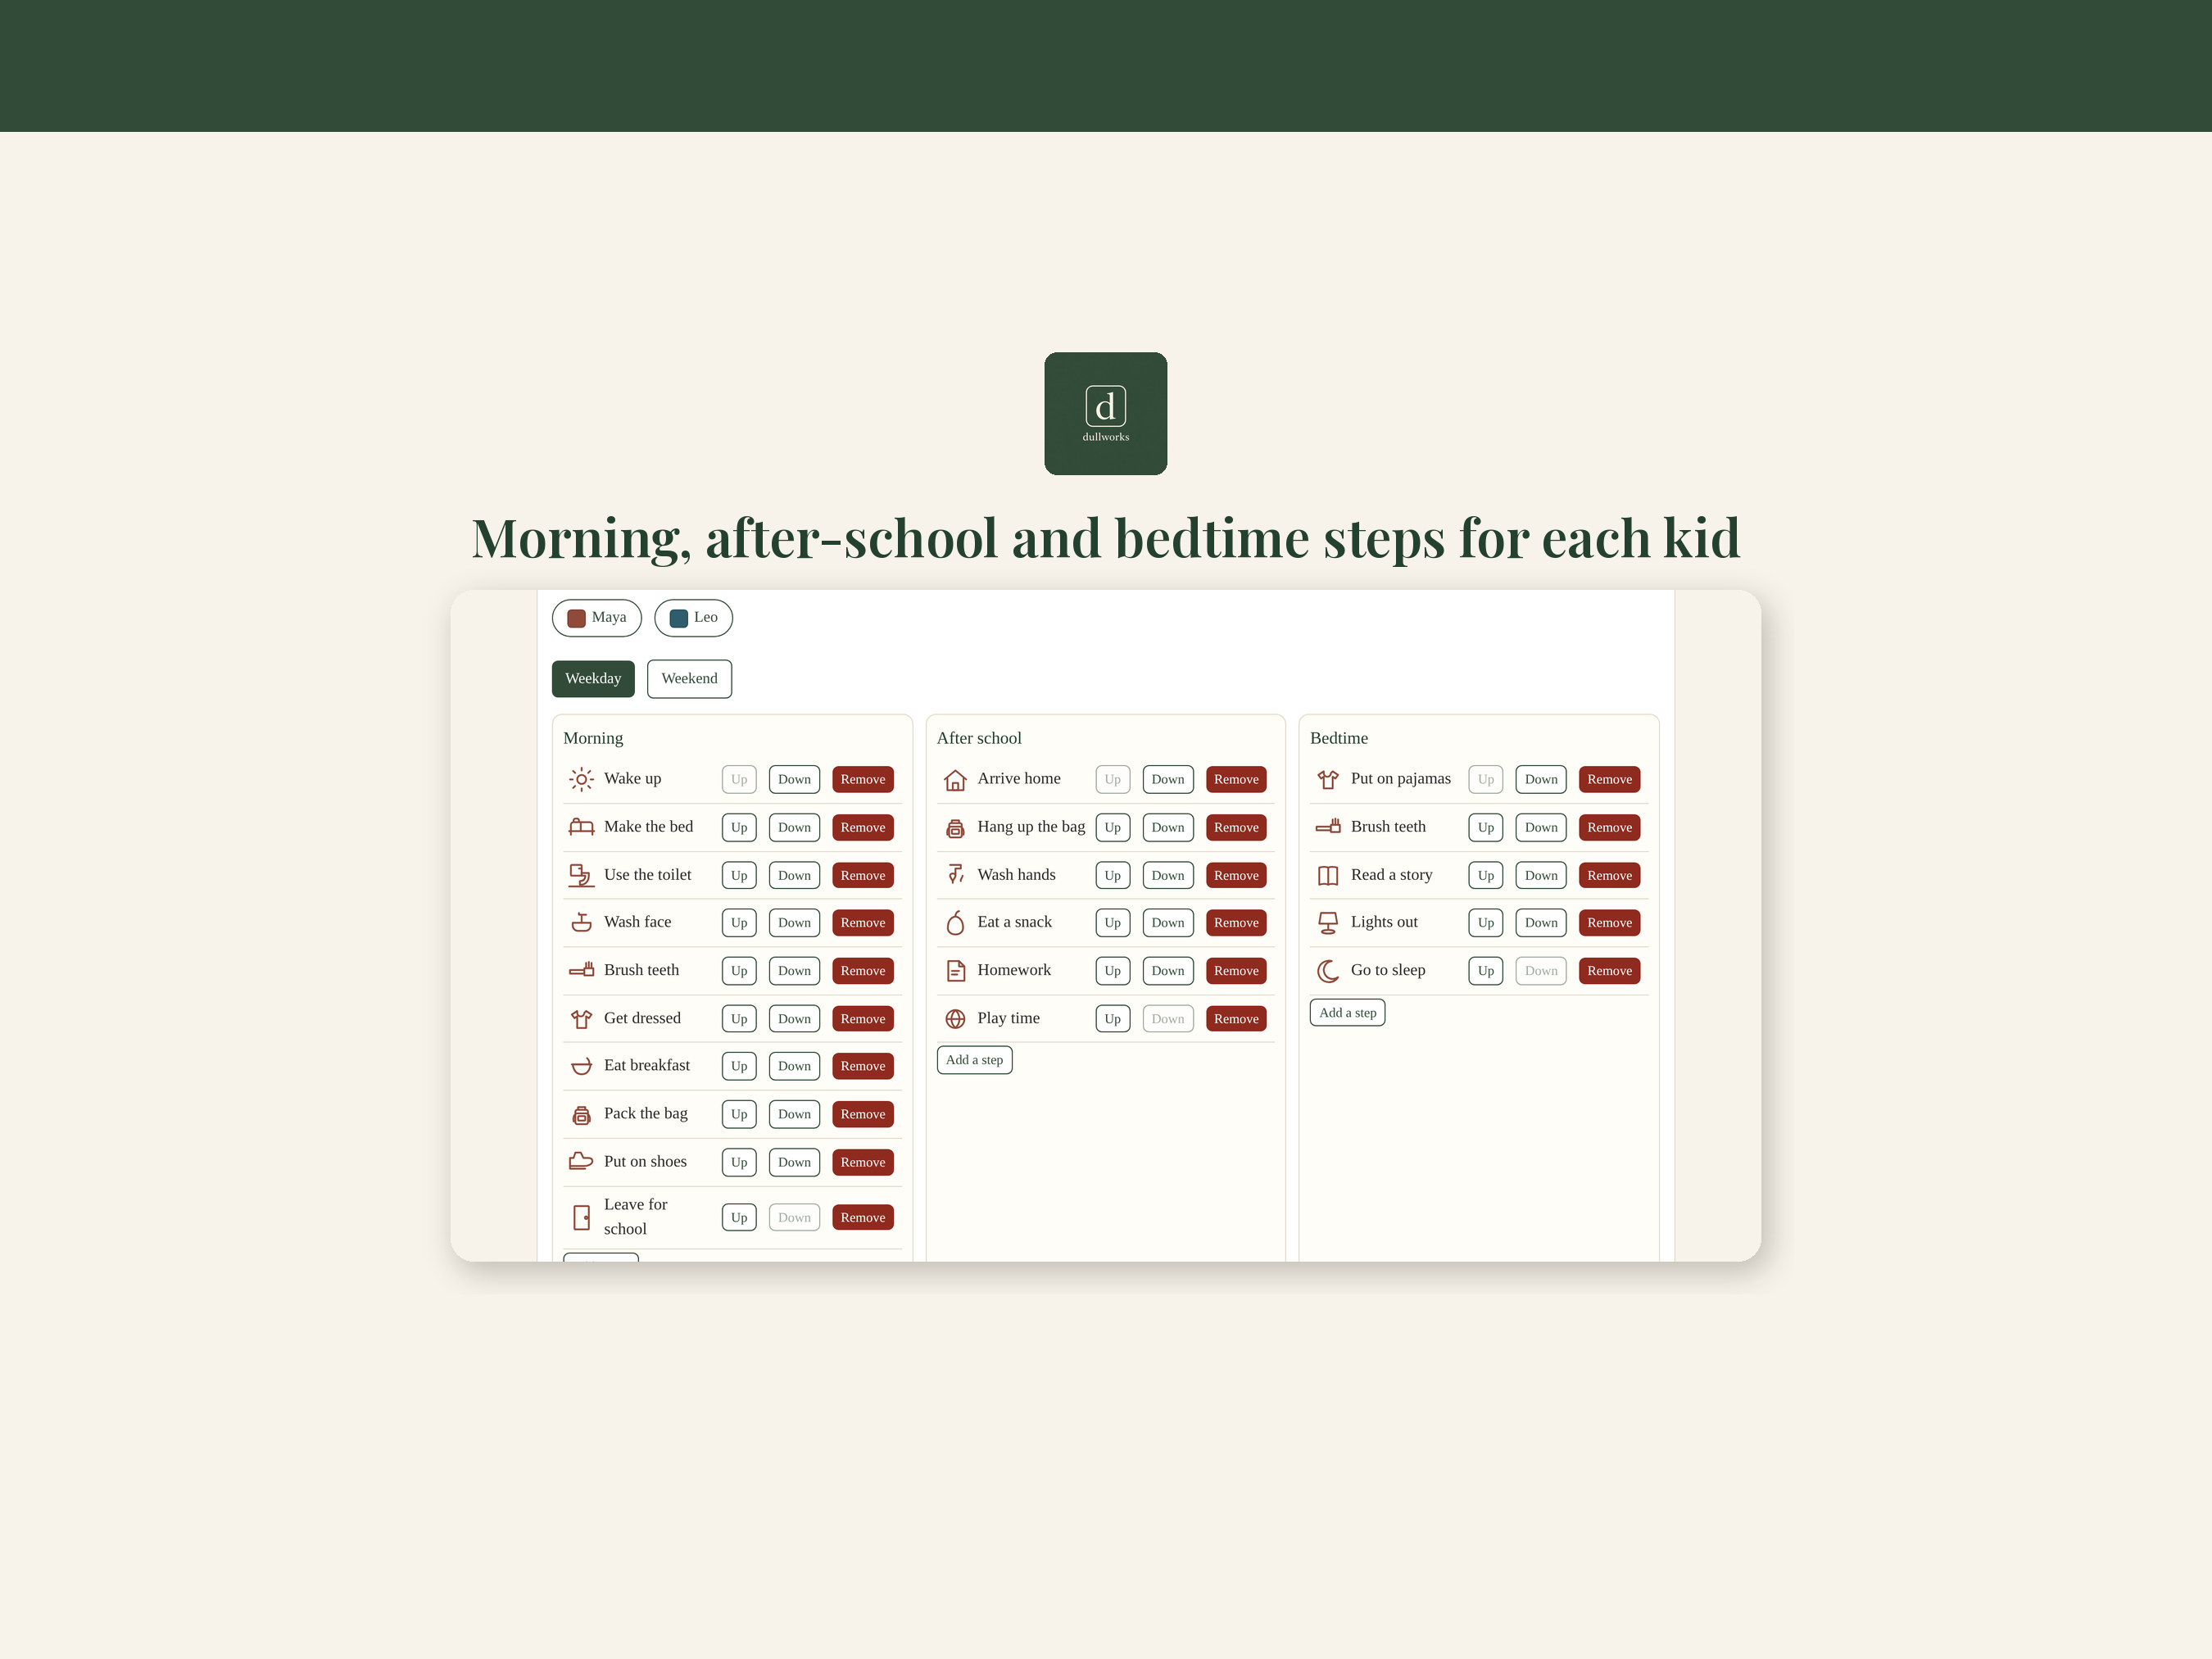 d
dullworks
Morning, after-school and bedtime steps for each kid
Maya
Leo
Weekday
Weekend
Morning
Wake up Up Down Remove
Make the bed Up Down Remove
Use the toilet Up Down Remove
Wash face Up Down Remove
Brush teeth Up Down Remove
Get dressed Up Down Remove
Eat breakfast Up Down Remove
Pack the bag Up Down Remove
Put on shoes Up Down Remove
Leave for
school Up Down Remove
After school
Arrive home Up Down Remove
Hang up the bag Up Down Remove
Wash hands Up Down Remove
Eat a snack Up Down Remove
Homework Up Down Remove
Play time Up Down Remove
Add a step
Bedtime
Put on pajamas Up Down Remove
Brush teeth Up Down Remove
Read a story Up Down Remove
Lights out Up Down Remove
Go to sleep Up Down Remove
Add a step